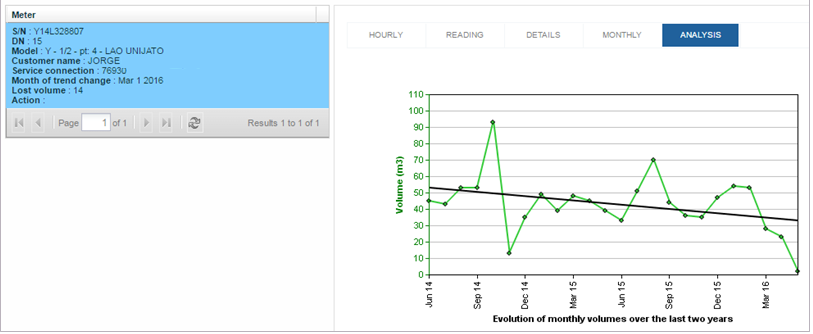 Meter
S/N : Y14L328807
DN : 15
Model : Y - 1/2 - pt: 4 - LAO UNIJATO
Customer name : JORGE
Service connection : 76930
Month of trend change : Mar 1 2016
Lost volume : 14
Action :
Page 1 of 1
Results 1 to 1 of 1
HOURLY READING DETAILS MONTHLY ANALYSIS
Volume (m3)
110
100
90
80
70
60
50
40
30
20
10
0
Jun 14 Sep 14 Dec 14 Mar 15 Jun 15 Sep 15 Dec 15 Mar 16
Evolution of monthly volumes over the last two years